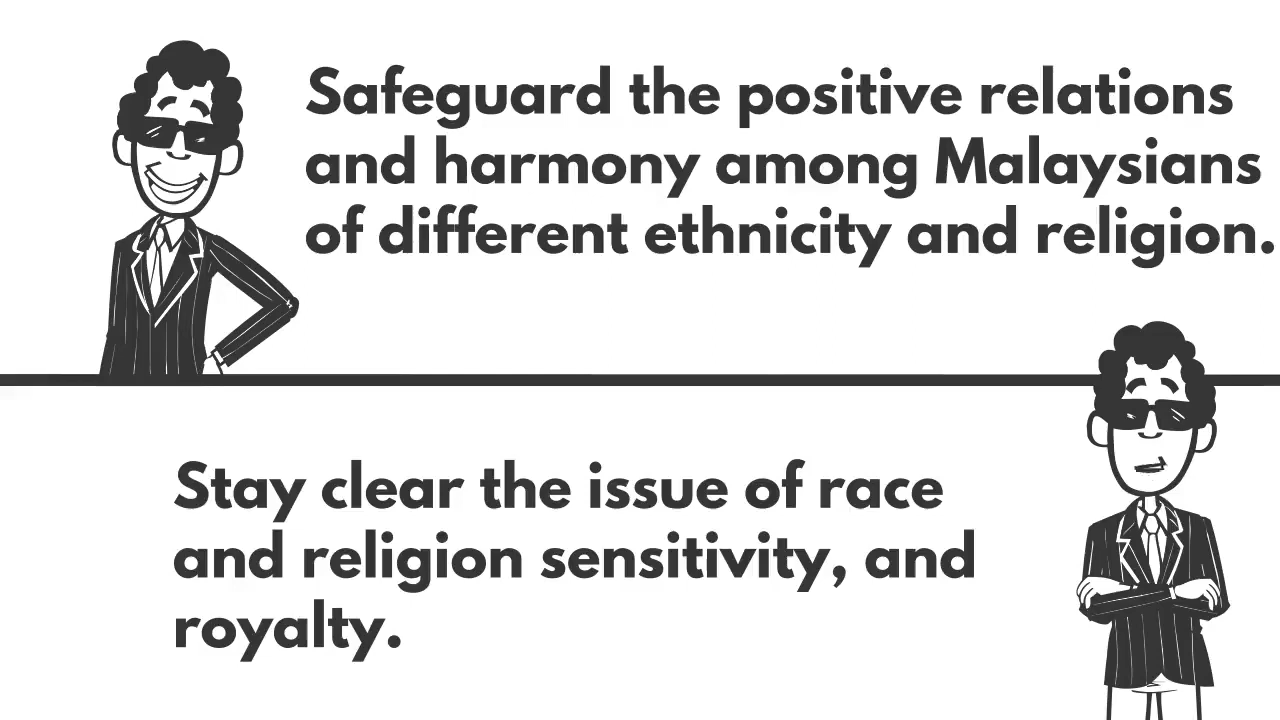 Safeguard the positive relations
and harmony among Malaysians
of different ethnicity and religion.
Stay clear the issue of race
and religion sensitivity, and
royalty.